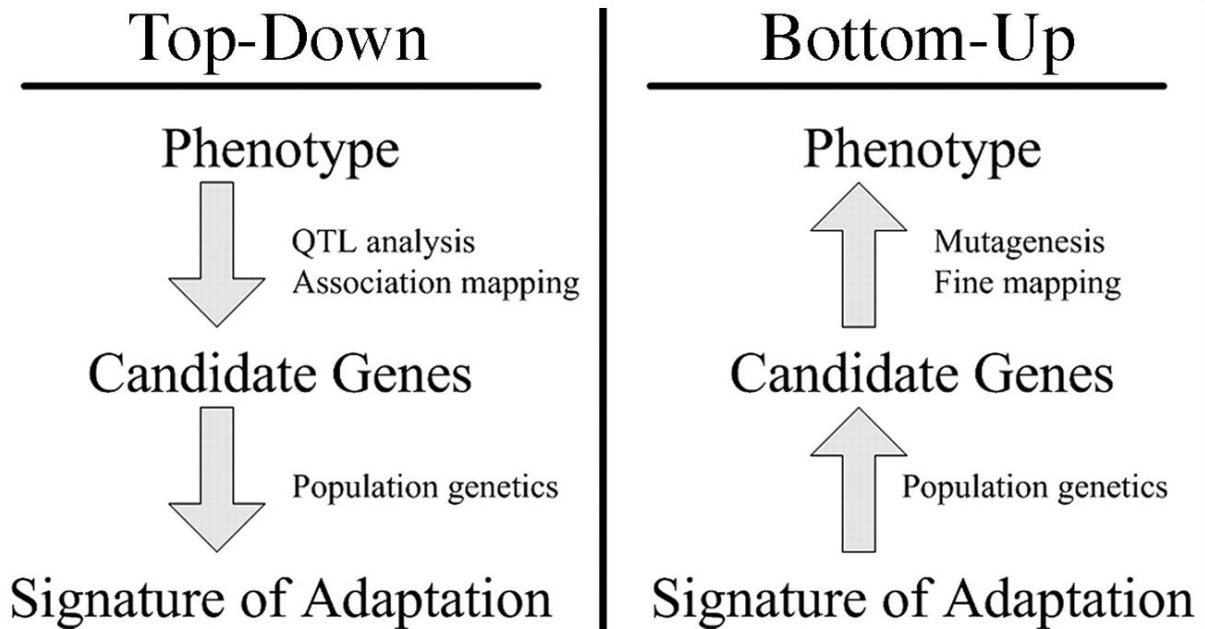 Top-Down
Phenotype
QTL analysis
Association mapping
Candidate Genes
Population genetics
Signature of Adaptation
Bottom-Up
Phenotype
Mutagenesis
Fine mapping
Candidate Genes
Population genetics
Signature of Adaptation